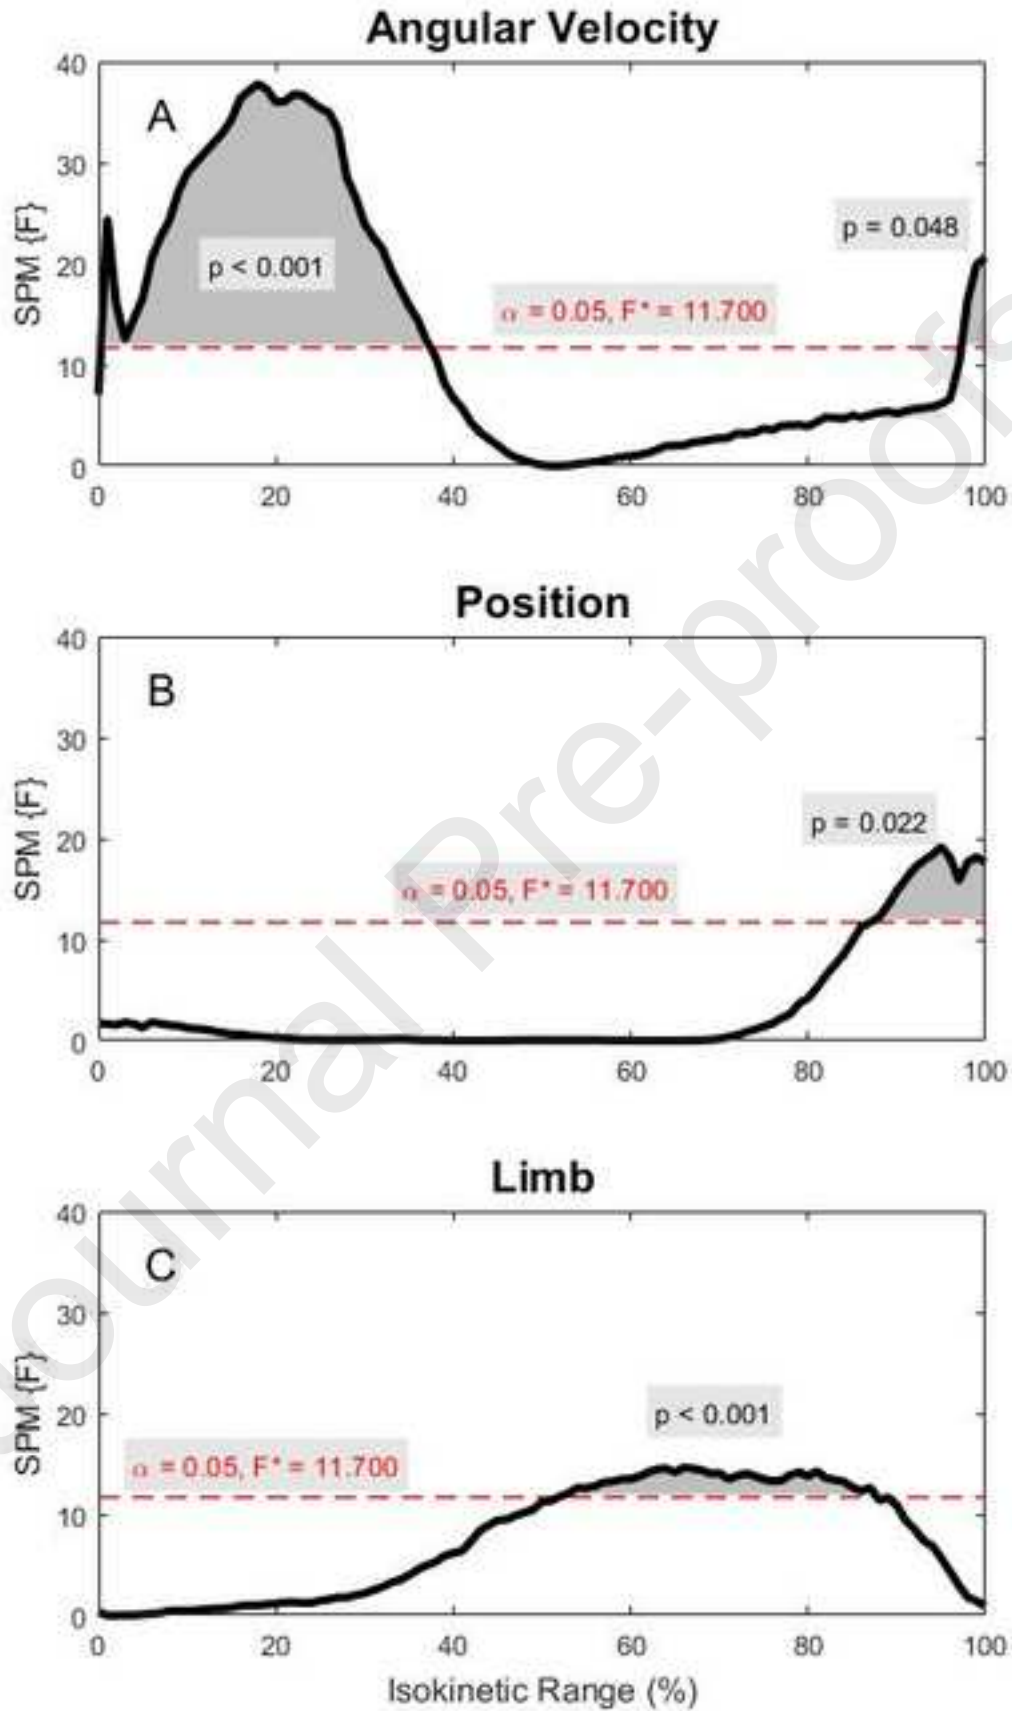 Angular Velocity
40
A
30
SPM {F}
p = 0.048
p < 0.001
20
α = 0.05, F* = 11.700
10
0
0 20 40 60 80 100
Position
40
B
30
SPM {F}
p = 0.022
20
α = 0.05, F* = 11.700
10
0
0 20 40 60 80 100
Limb
40
C
30
SPM {F}
20
p < 0.001
α = 0.05, F* = 11.700
10
0
0 20 40 60 80 100
Isokinetic Range (%)
Journal Pre-proofs